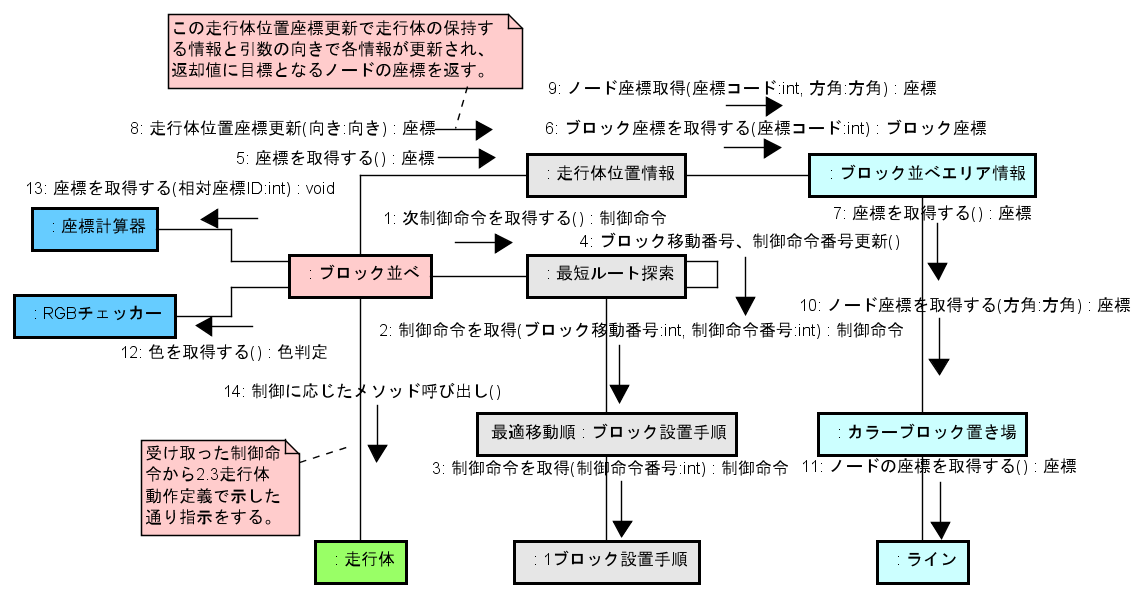 この走行体位置座標更新で走行体の保持す
る情報と引数の向きで各情報が更新され、
返却値に目標となるノードの座標を返す。
9: ノード座標取得(座標コード:int, 方角:方角) : 座標
8: 走行体位置座標更新(向き:向き) : 座標
6: ブロック座標を取得する(座標コード:int) : ブロック座標
5: 座標を取得する() : 座標
: 走行体位置情報
: ブロック並べエリア情報
13: 座標を取得する(相対座標ID:int) : void
: 座標計算器
1: 次制御命令を取得する() : 制御命令
7: 座標を取得する() : 座標
4: ブロック移動番号、制御命令番号更新()
: ブロック並べ
: 最短ルート探索
: RGBチェッカー
10: ノード座標を取得する(方角:方角) : 座標
2: 制御命令を取得(ブロック移動番号:int, 制御命令番号:int) : 制御命令
12: 色を取得する() : 色判定
14: 制御に応じたメソッド呼び出し()
最適移動順 : ブロック設置手順
: カラーブロック置き場
受け取った制御命
令から2.3走行体
動作定義で示した
通り指示をする。
3: 制御命令を取得(制御命令番号:int) : 制御命令
11: ノードの座標を取得する() : 座標
: 走行体
: 1ブロック設置手順
: ライン